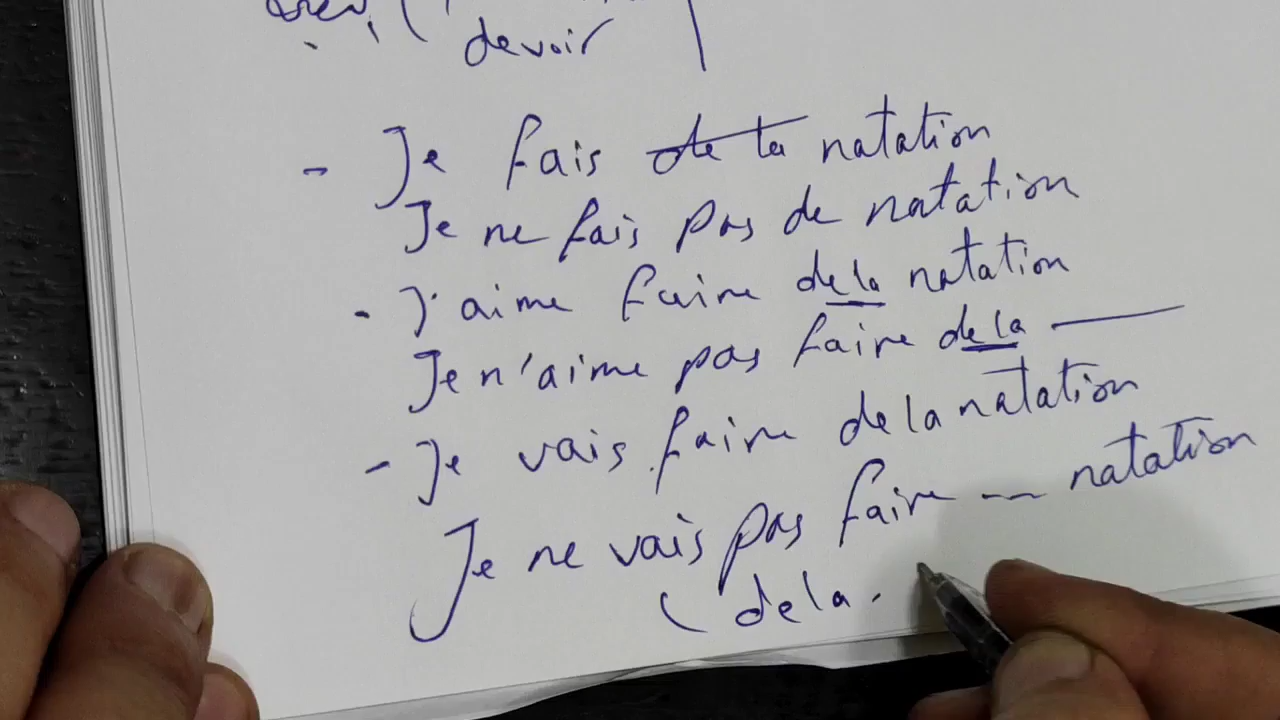 devoir
- Je fais de la natation
Je ne fais pas de natation
- J'aime faire de la natation
Je n'aime pas faire de la ———
- Je vais faire de la natation
Je ne vais pas faire --- natation
( de la .